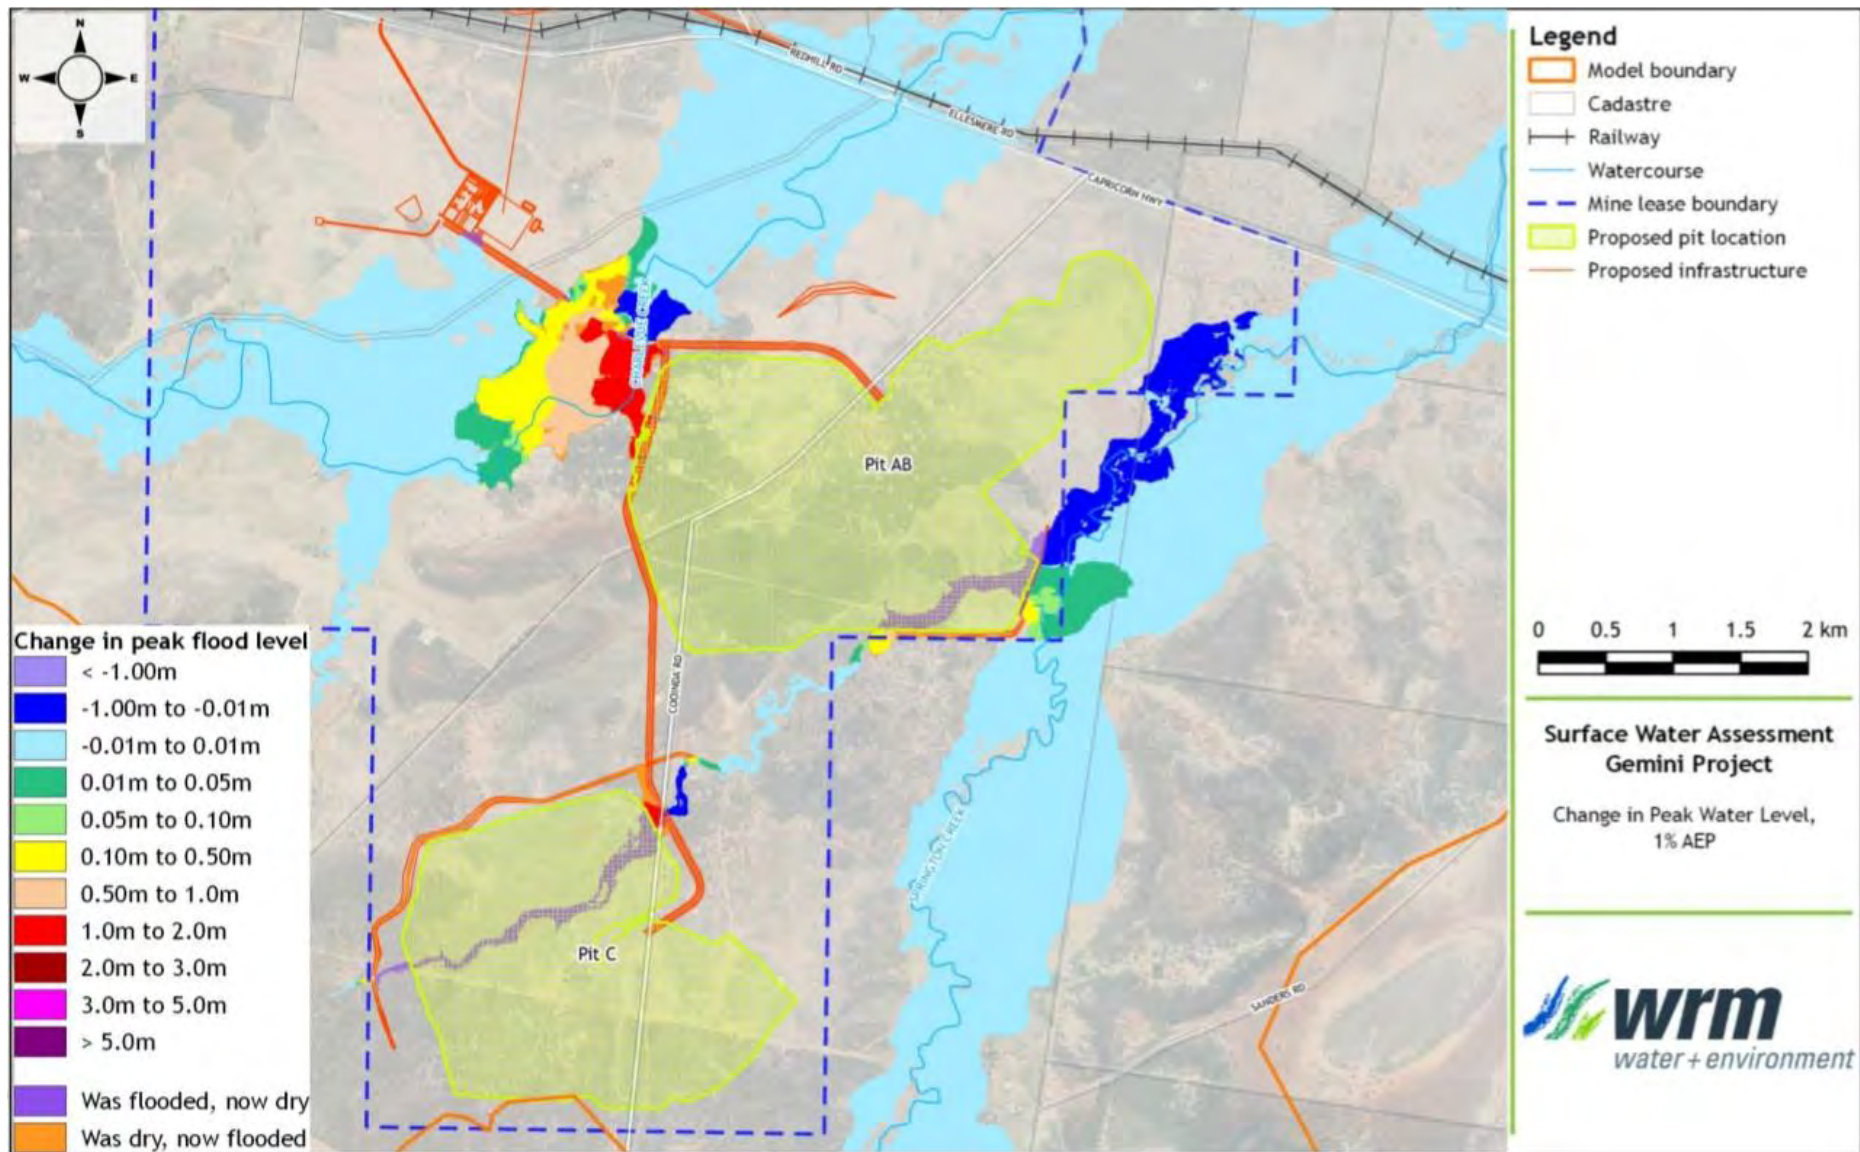 N
W
E
S
REDHILL RD
ELLESMERE RD
CAPRICORN HWY
CHARLEVUE CREEK
Pit AB
COOINDA RD
SPRINGTON CREEK
Pit C
SANDERS RD
Change in peak flood level
< -1.00m
-1.00m to -0.01m
-0.01m to 0.01m
0.01m to 0.05m
0.05m to 0.10m
0.10m to 0.50m
0.50m to 1.0m
1.0m to 2.0m
2.0m to 3.0m
3.0m to 5.0m
> 5.0m
Was flooded, now dry
Was dry, now flooded
Legend
Model boundary
Cadastre
Railway
Watercourse
Mine lease boundary
Proposed pit location
Proposed infrastructure
0 0.5 1 1.5 2 km
Surface Water Assessment
Gemini Project
Change in Peak Water Level,
1% AEP
wrm
water + environment